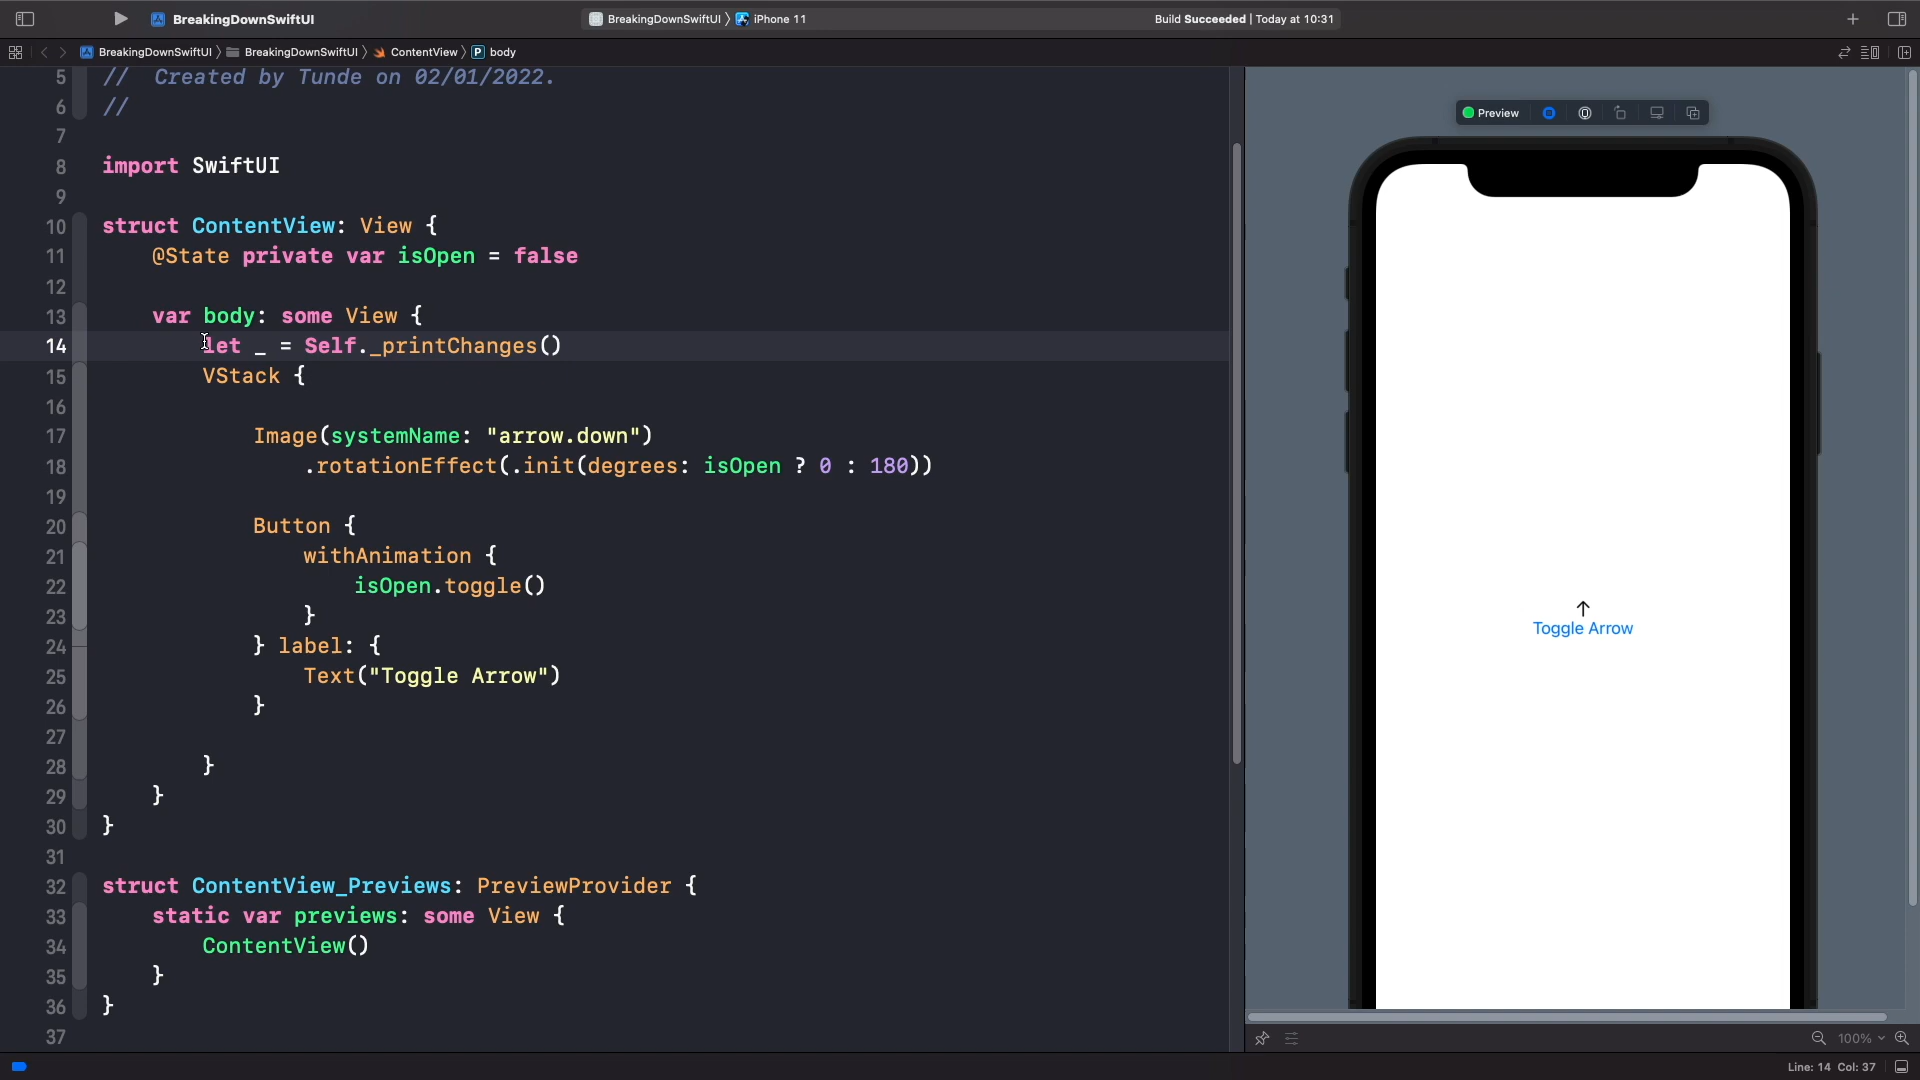 BreakingDownSwiftUI
BreakingDownSwiftUI 〉 iPhone 11
Build Succeeded | Today at 10:31
BreakingDownSwiftUI 〉 BreakingDownSwiftUI 〉 ContentView 〉 P body
5 //  Created by Tunde on 02/01/2022.
6 //
7
8 import SwiftUI
9
10 struct ContentView: View {
11     @State private var isOpen = false
12
13     var body: some View {
14         let _ = Self._printChanges()
15         VStack {
16
17             Image(systemName: "arrow.down")
18                 .rotationEffect(.init(degrees: isOpen ? 0 : 180))
19
20             Button {
21                 withAnimation {
22                     isOpen.toggle()
23                 }
24             } label: {
25                 Text("Toggle Arrow")
26             }
27
28         }
29     }
30 }
31
32 struct ContentView_Previews: PreviewProvider {
33     static var previews: some View {
34         ContentView()
35     }
36 }
37
Preview
Toggle Arrow
100%
Line: 14 Col: 37